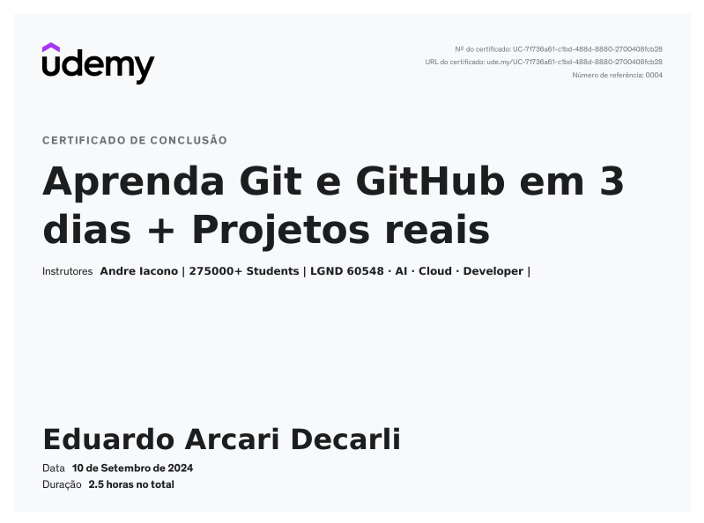 udemy
Nº do certificado: UC-71736a61-c1bd-488d-8880-2700408fcb28
URL do certificado: ude.my/UC-71736a61-c1bd-488d-8880-2700408fcb28
Número de referência: 0004
CERTIFICADO DE CONCLUSÃO
Aprenda Git e GitHub em 3
dias + Projetos reais
Instrutores Andre Iacono | 275000+ Students | LGND 60548 · AI · Cloud · Developer |
Eduardo Arcari Decarli
Data 10 de Setembro de 2024
Duração 2.5 horas no total